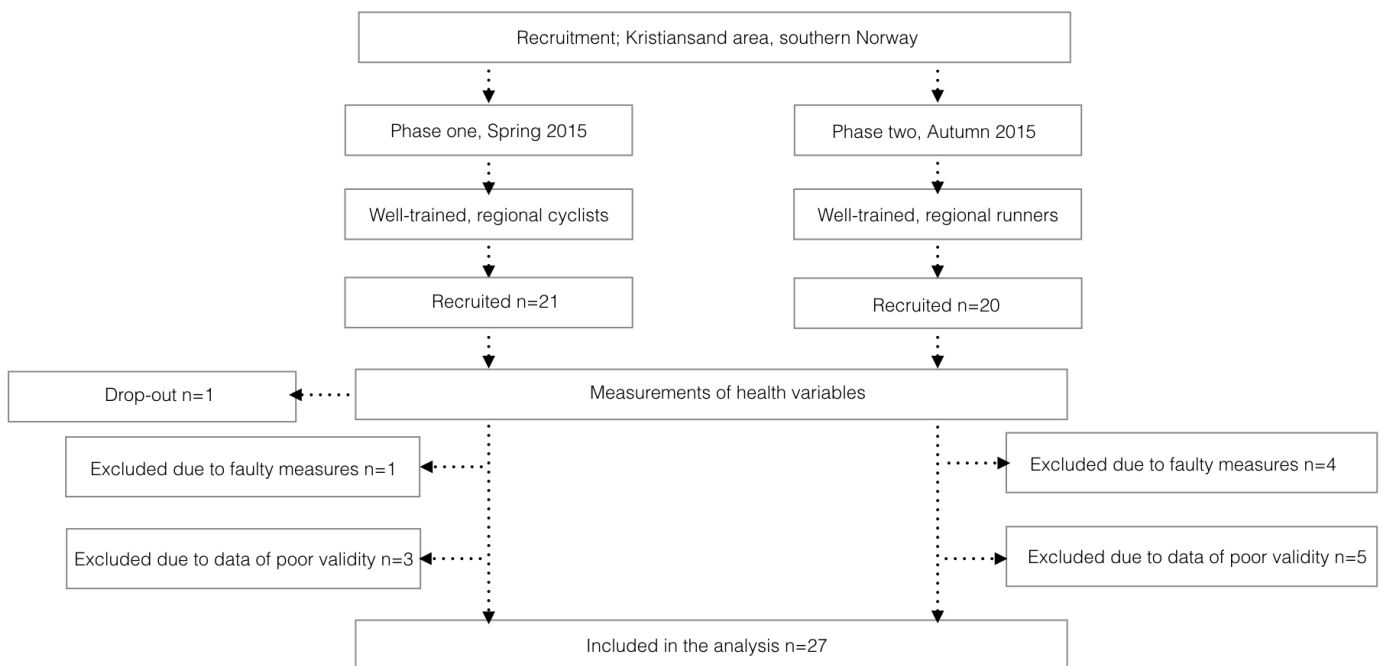 Recruitment; Kristiansand area, southern Norway
Phase one, Spring 2015
Phase two, Autumn 2015
Well-trained, regional cyclists
Well-trained, regional runners
Recruited n=21
Recruited n=20
Measurements of health variables
Drop-out n=1
Excluded due to faulty measures n=1
Excluded due to faulty measures n=4
Excluded due to data of poor validity n=3
Excluded due to data of poor validity n=5
Included in the analysis n=27